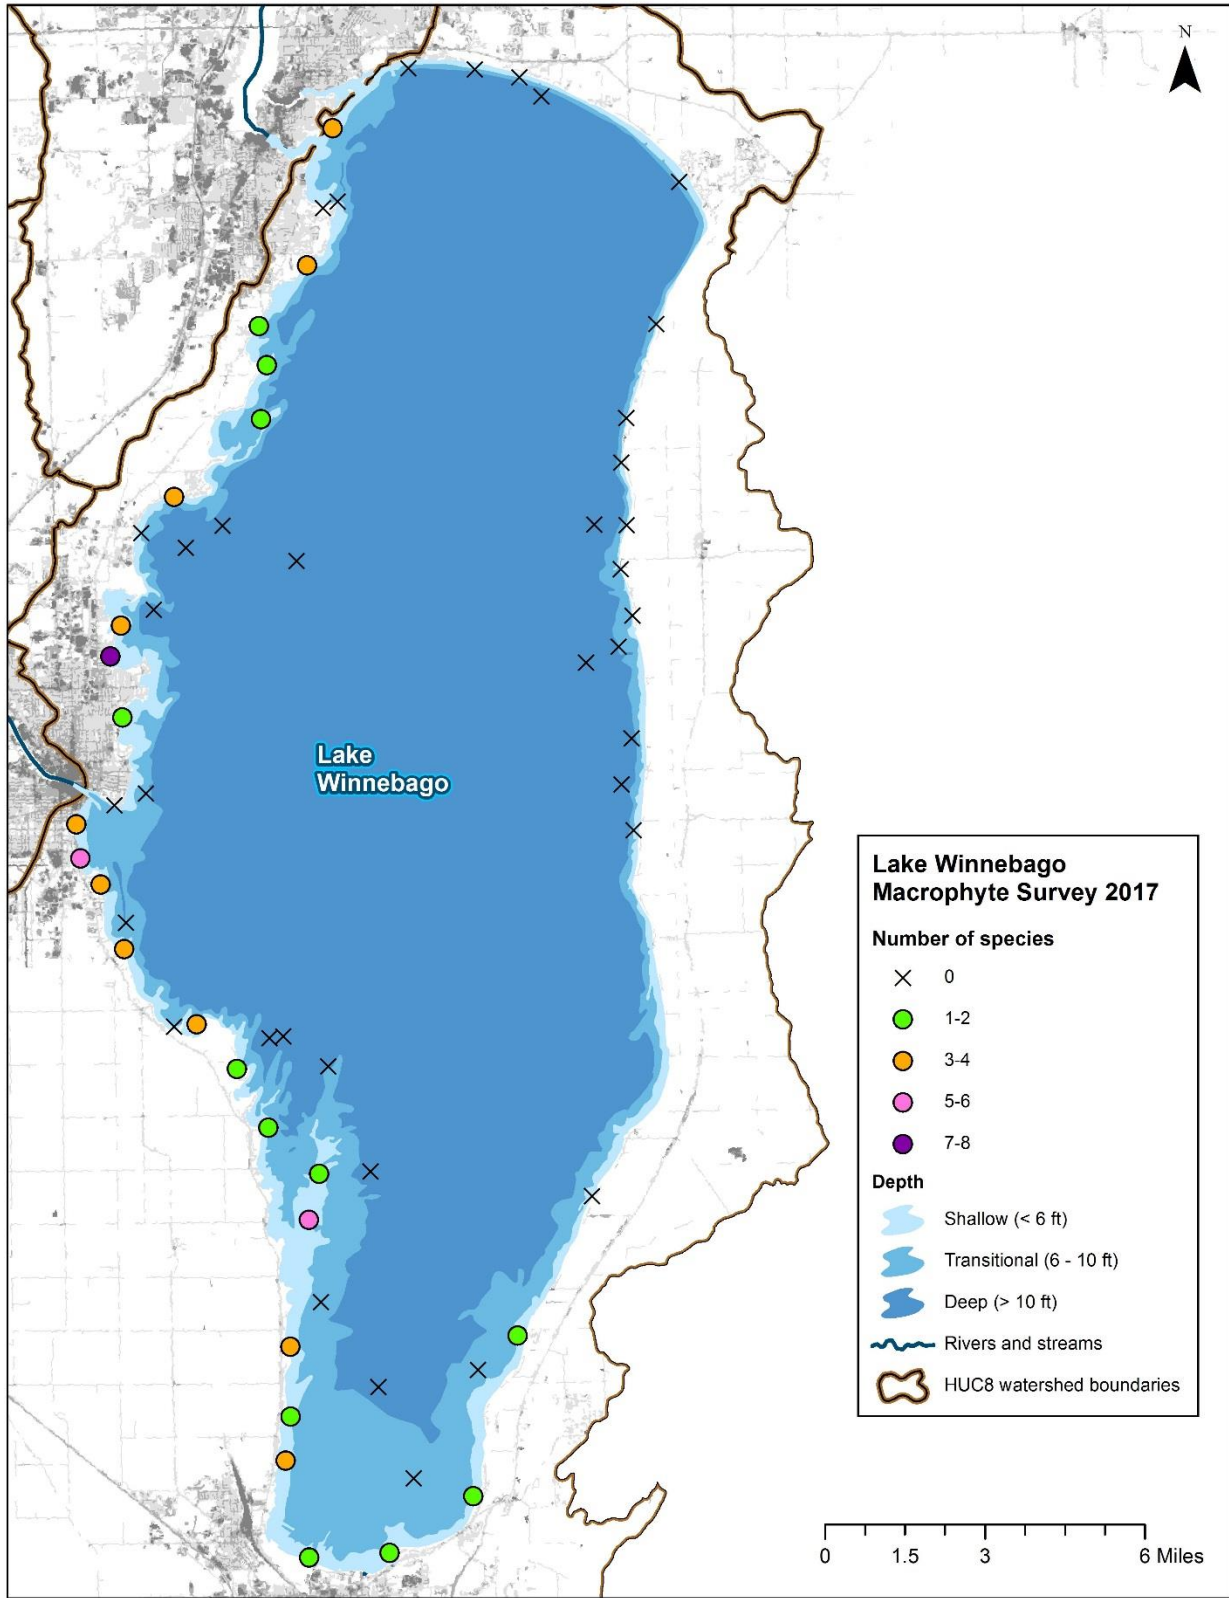 N
Lake
Winnebago
Lake Winnebago
Macrophyte Survey 2017
Number of species
0
1-2
3-4
5-6
7-8
Depth
Shallow (< 6 ft)
Transitional (6 - 10 ft)
Deep (> 10 ft)
Rivers and streams
HUC8 watershed boundaries
0 1.5 3 6 Miles